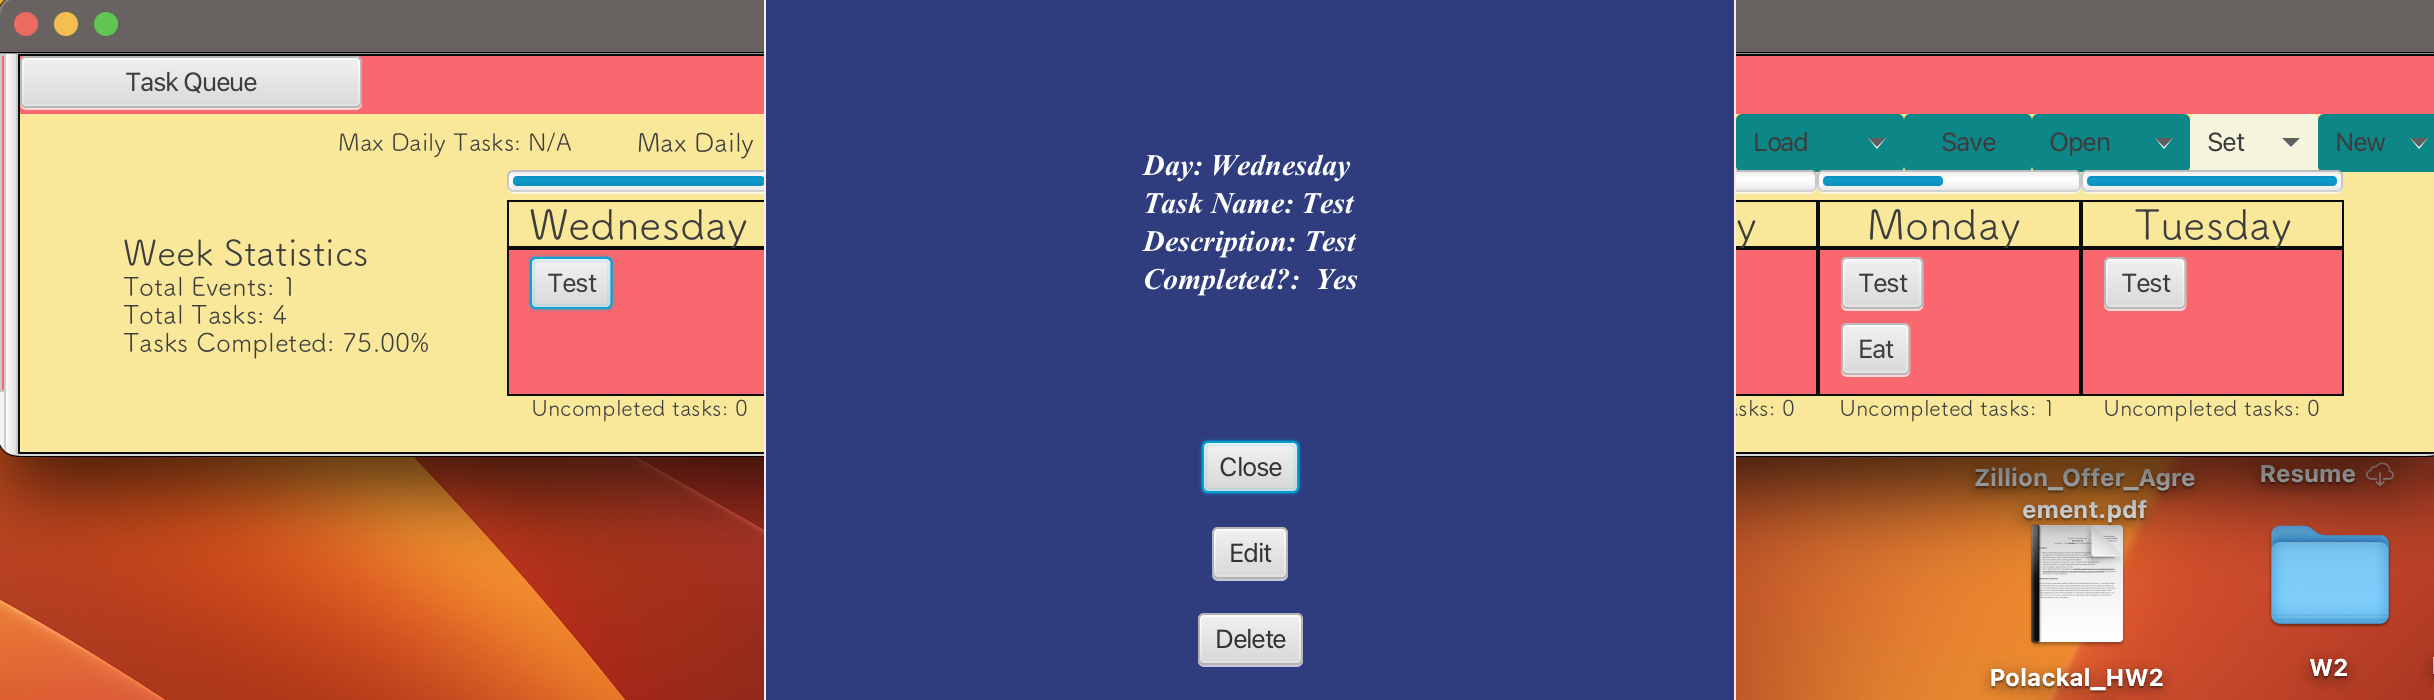 Task Queue
Max Daily Tasks: N/A
Max Daily
Wednesday
Week Statistics
Total Events: 1
Total Tasks: 4
Tasks Completed: 75.00%
Test
Uncompleted tasks: 0
Day: Wednesday
Task Name: Test
Description: Test
Completed?: Yes
Close
Edit
Delete
Load
Save
Open
Set
New
y
Monday
Tuesday
Test
Test
Eat
sks: 0
Uncompleted tasks: 1
Uncompleted tasks: 0
Zillion_Offer_Agre
ement.pdf
Resume
Polackal_HW2
W2